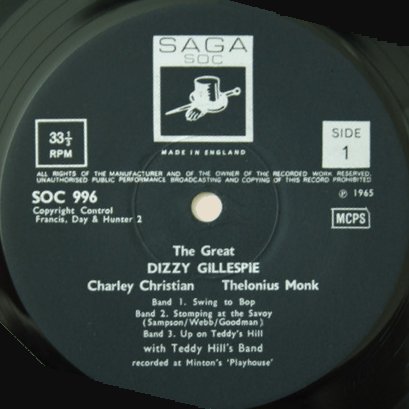 SAGA
SOC
33⅓
RPM
SIDE
1
MADE IN ENGLAND
ALL RIGHTS OF THE MANUFACTURER AND OF THE OWNER OF THE RECORDED WORK RESERVED.
UNAUTHORISED PUBLIC PERFORMANCE BROADCASTING AND COPYING OF THIS RECORD PROHIBITED
SOC 996
℗ 1965
Copyright Control
Francis, Day & Hunter 2
MCPS
The Great
DIZZY GILLESPIE
Charley Christian Thelonius Monk
Band 1. Swing to Bop
Band 2. Stomping at the Savoy
(Sampson/Webb/Goodman)
Band 3. Up on Teddy's Hill
with Teddy Hill's Band
recorded at Minton's 'Playhouse'